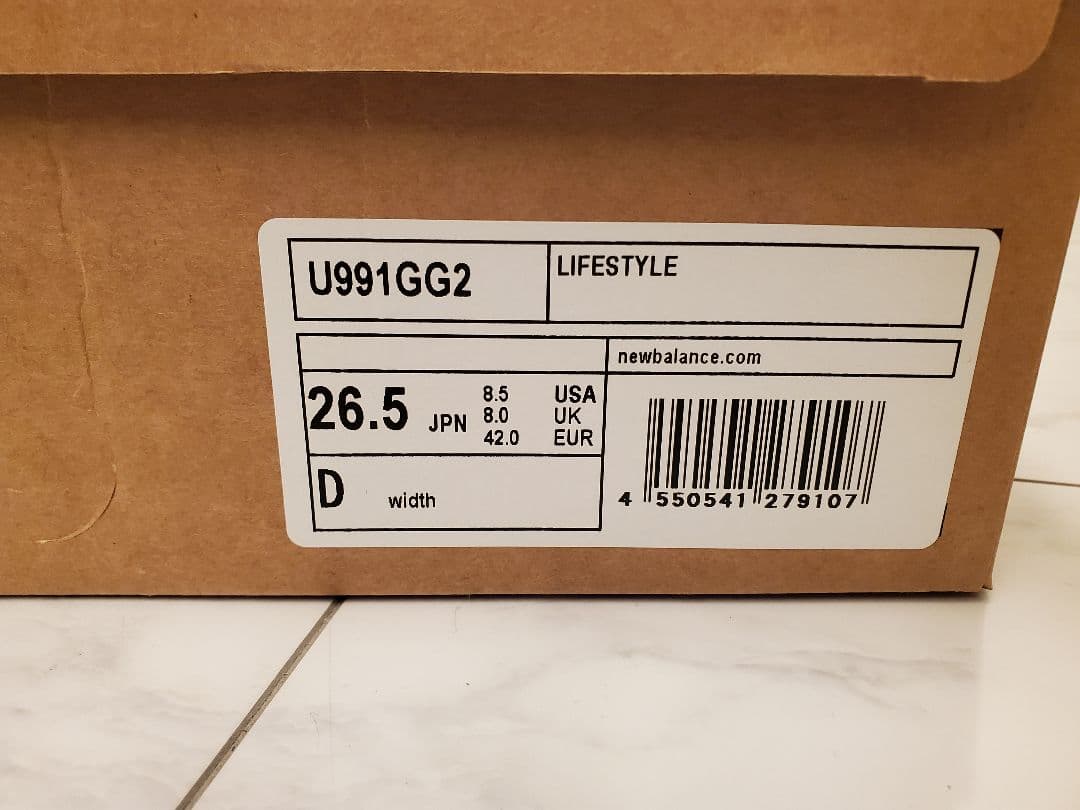 U991GG2
LIFESTYLE
newbalance.com
26.5 JPN
8.5 USA
8.0 UK
42.0 EUR
D width
4 550541 279107